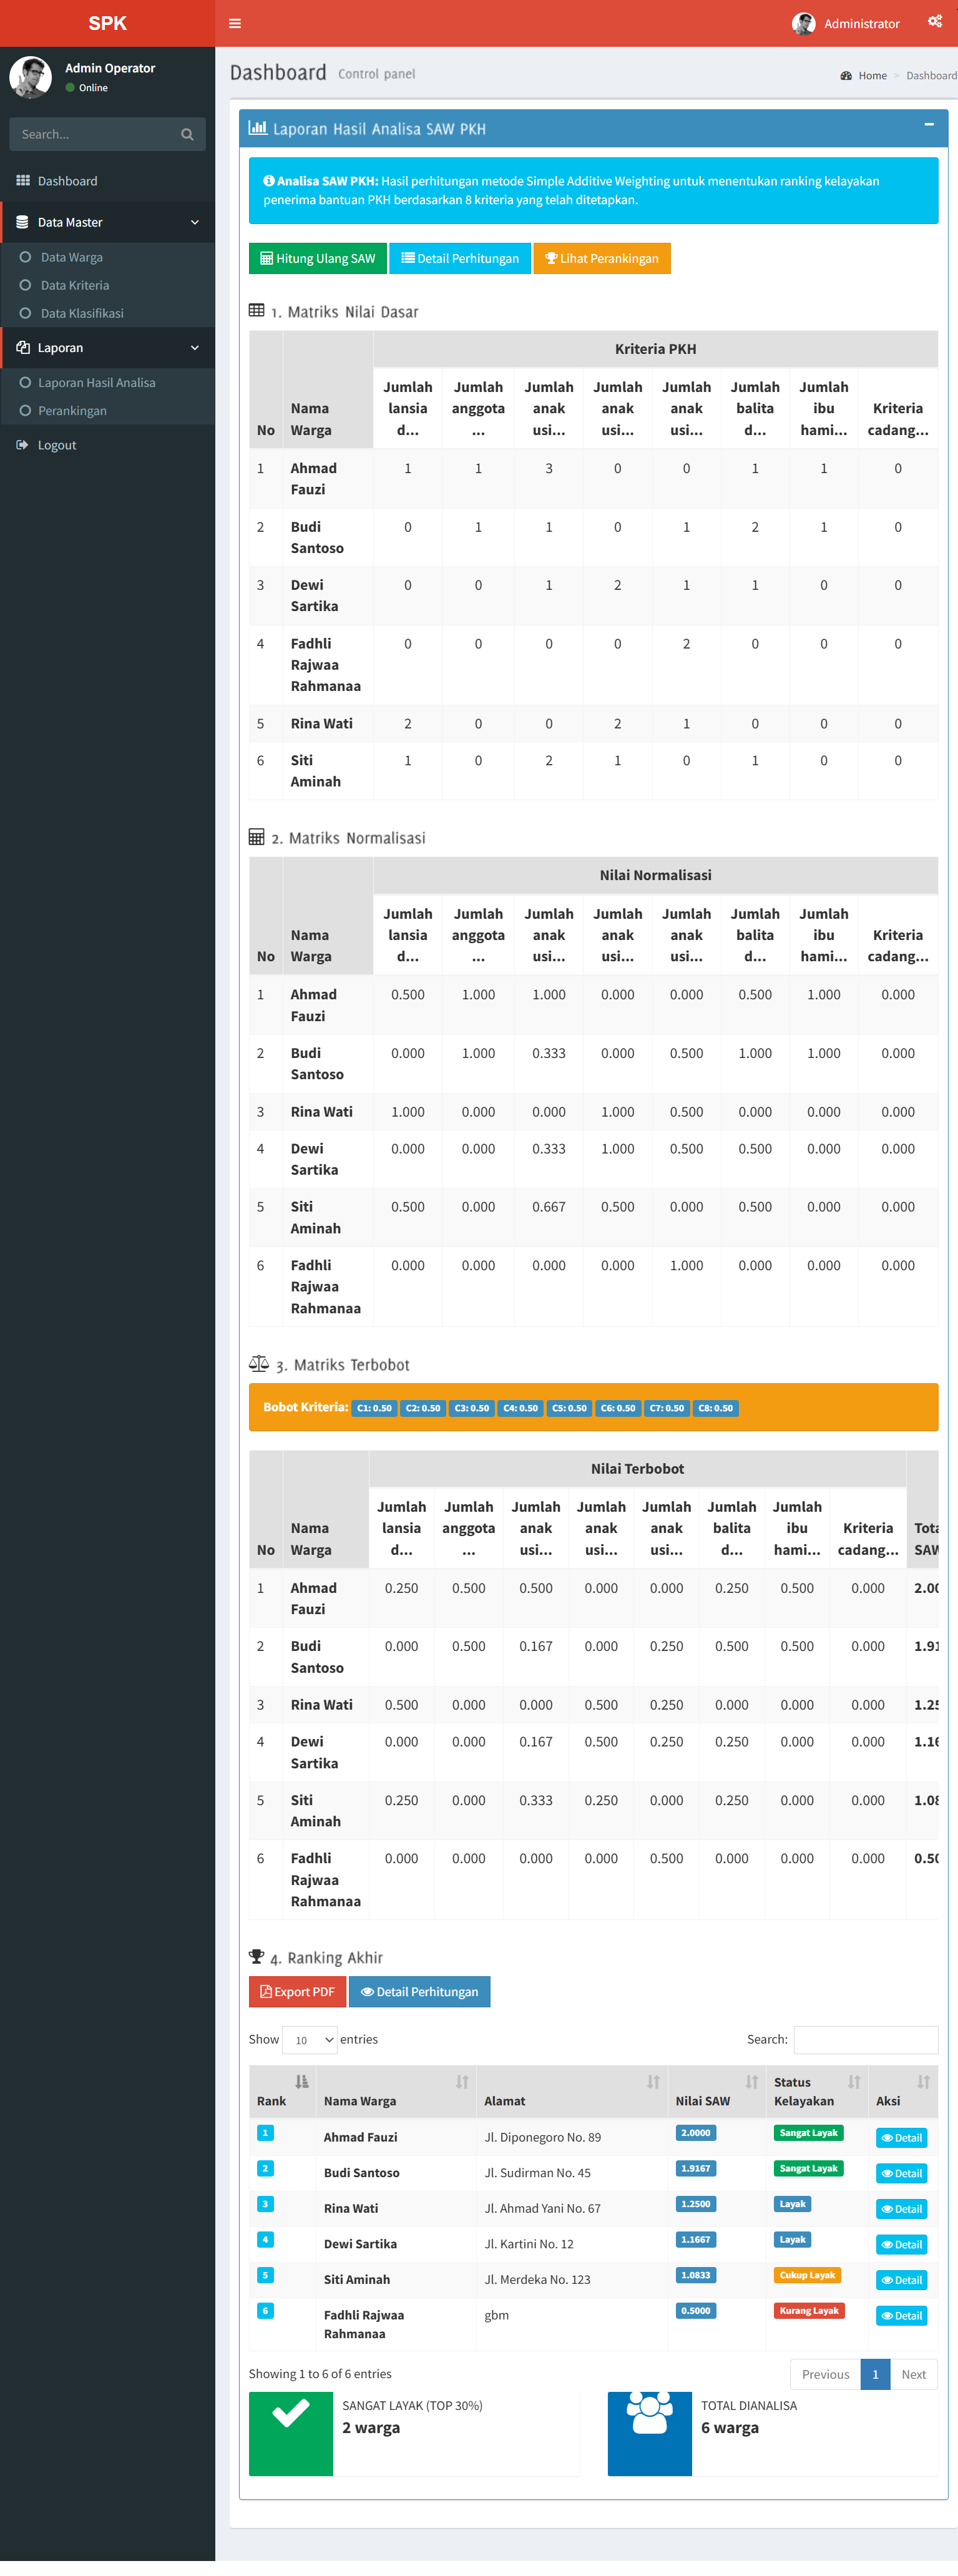 SPK
Administrator
Admin Operator
Online
Search...
Dashboard
Data Master
Data Warga
Data Kriteria
Data Klasifikasi
Laporan
Laporan Hasil Analisa
Perankingan
Logout
Dashboard Control panel
Home > Dashboard
Laporan Hasil Analisa SAW PKH
Analisa SAW PKH: Hasil perhitungan metode Simple Additive Weighting untuk menentukan ranking kelayakan
penerima bantuan PKH berdasarkan 8 kriteria yang telah ditetapkan.
Hitung Ulang SAW Detail Perhitungan Lihat Perankingan
1. Matriks Nilai Dasar
Kriteria PKH
No Nama Warga Jumlah lansia d... Jumlah anggota ... Jumlah anak usi... Jumlah anak usi... Jumlah anak usi... Jumlah balita d... Jumlah ibu hami... Kriteria cadang...
1 Ahmad Fauzi 1 1 3 0 0 1 1 0
2 Budi Santoso 0 1 1 0 1 2 1 0
3 Dewi Sartika 0 0 1 2 1 1 0 0
4 Fadhli Rajwaa Rahmanaa 0 0 0 0 2 0 0 0
5 Rina Wati 2 0 0 2 1 0 0 0
6 Siti Aminah 1 0 2 1 0 1 0 0
2. Matriks Normalisasi
Nilai Normalisasi
No Nama Warga Jumlah lansia d... Jumlah anggota ... Jumlah anak usi... Jumlah anak usi... Jumlah anak usi... Jumlah balita d... Jumlah ibu hami... Kriteria cadang...
1 Ahmad Fauzi 0.500 1.000 1.000 0.000 0.000 0.500 1.000 0.000
2 Budi Santoso 0.000 1.000 0.333 0.000 0.500 1.000 1.000 0.000
3 Rina Wati 1.000 0.000 0.000 1.000 0.500 0.000 0.000 0.000
4 Dewi Sartika 0.000 0.000 0.333 1.000 0.500 0.500 0.000 0.000
5 Siti Aminah 0.500 0.000 0.667 0.500 0.000 0.500 0.000 0.000
6 Fadhli Rajwaa Rahmanaa 0.000 0.000 0.000 0.000 1.000 0.000 0.000 0.000
3. Matriks Terbobot
Bobot Kriteria: C1: 0.50 C2: 0.50 C3: 0.50 C4: 0.50 C5: 0.50 C6: 0.50 C7: 0.50 C8: 0.50
Nilai Terbobot
No Nama Warga Jumlah lansia d... Jumlah anggota ... Jumlah anak usi... Jumlah anak usi... Jumlah anak usi... Jumlah balita d... Jumlah ibu hami... Kriteria cadang...
1 Ahmad Fauzi 0.250 0.500 0.500 0.000 0.000 0.250 0.500 0.000
2 Budi Santoso 0.000 0.500 0.167 0.000 0.250 0.500 0.500 0.000
3 Rina Wati 0.500 0.000 0.000 0.500 0.250 0.000 0.000 0.000
4 Dewi Sartika 0.000 0.000 0.167 0.500 0.250 0.250 0.000 0.000
5 Siti Aminah 0.250 0.000 0.333 0.250 0.000 0.250 0.000 0.000
6 Fadhli Rajwaa Rahmanaa 0.000 0.000 0.000 0.000 0.500 0.000 0.000 0.000
4. Ranking Akhir
Export PDF Detail Perhitungan
Show 10 entries Search:
Rank Nama Warga Alamat Nilai SAW Status Kelayakan Aksi
1 Ahmad Fauzi Jl. Diponegoro No. 89 2.0000 Sangat Layak Detail
2 Budi Santoso Jl. Sudirman No. 45 1.9167 Sangat Layak Detail
3 Rina Wati Jl. Ahmad Yani No. 67 1.2500 Layak Detail
4 Dewi Sartika Jl. Kartini No. 12 1.1667 Layak Detail
5 Siti Aminah Jl. Merdeka No. 123 1.0833 Cukup Layak Detail
6 Fadhli Rajwaa Rahmanaa gbm 0.5000 Kurang Layak Detail
Showing 1 to 6 of 6 entries
Previous 1 Next
SANGAT LAYAK (TOP 30%)
2 warga
TOTAL DIANALISA
6 warga